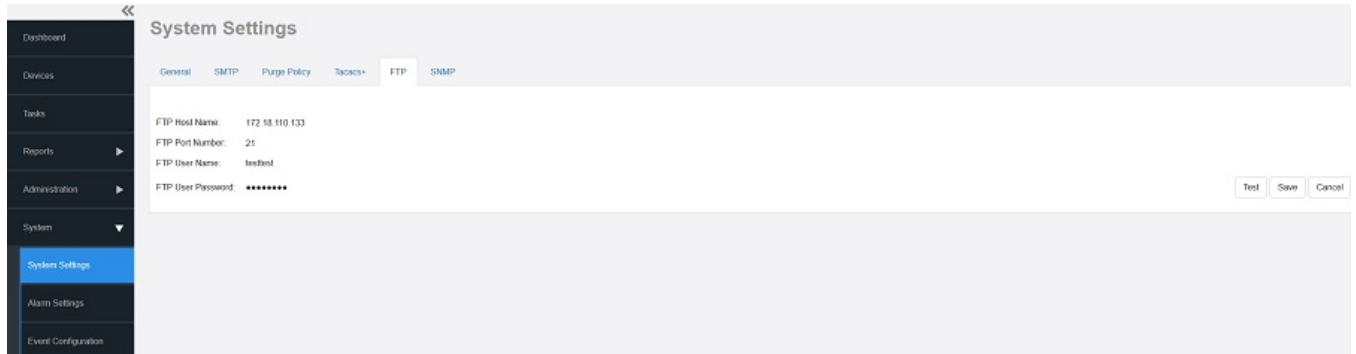 «
System Settings
Dashboard
Devices
Tasks
Reports
Administration
System
System Settings
Alarm Settings
Event Configuration
General SMTP Purge Policy Tacacs+ FTP SNMP
FTP Host Name: 172.18.110.133
FTP Port Number: 21
FTP User Name: testtest
FTP User Password: ●●●●●●●●
Test Save Cancel